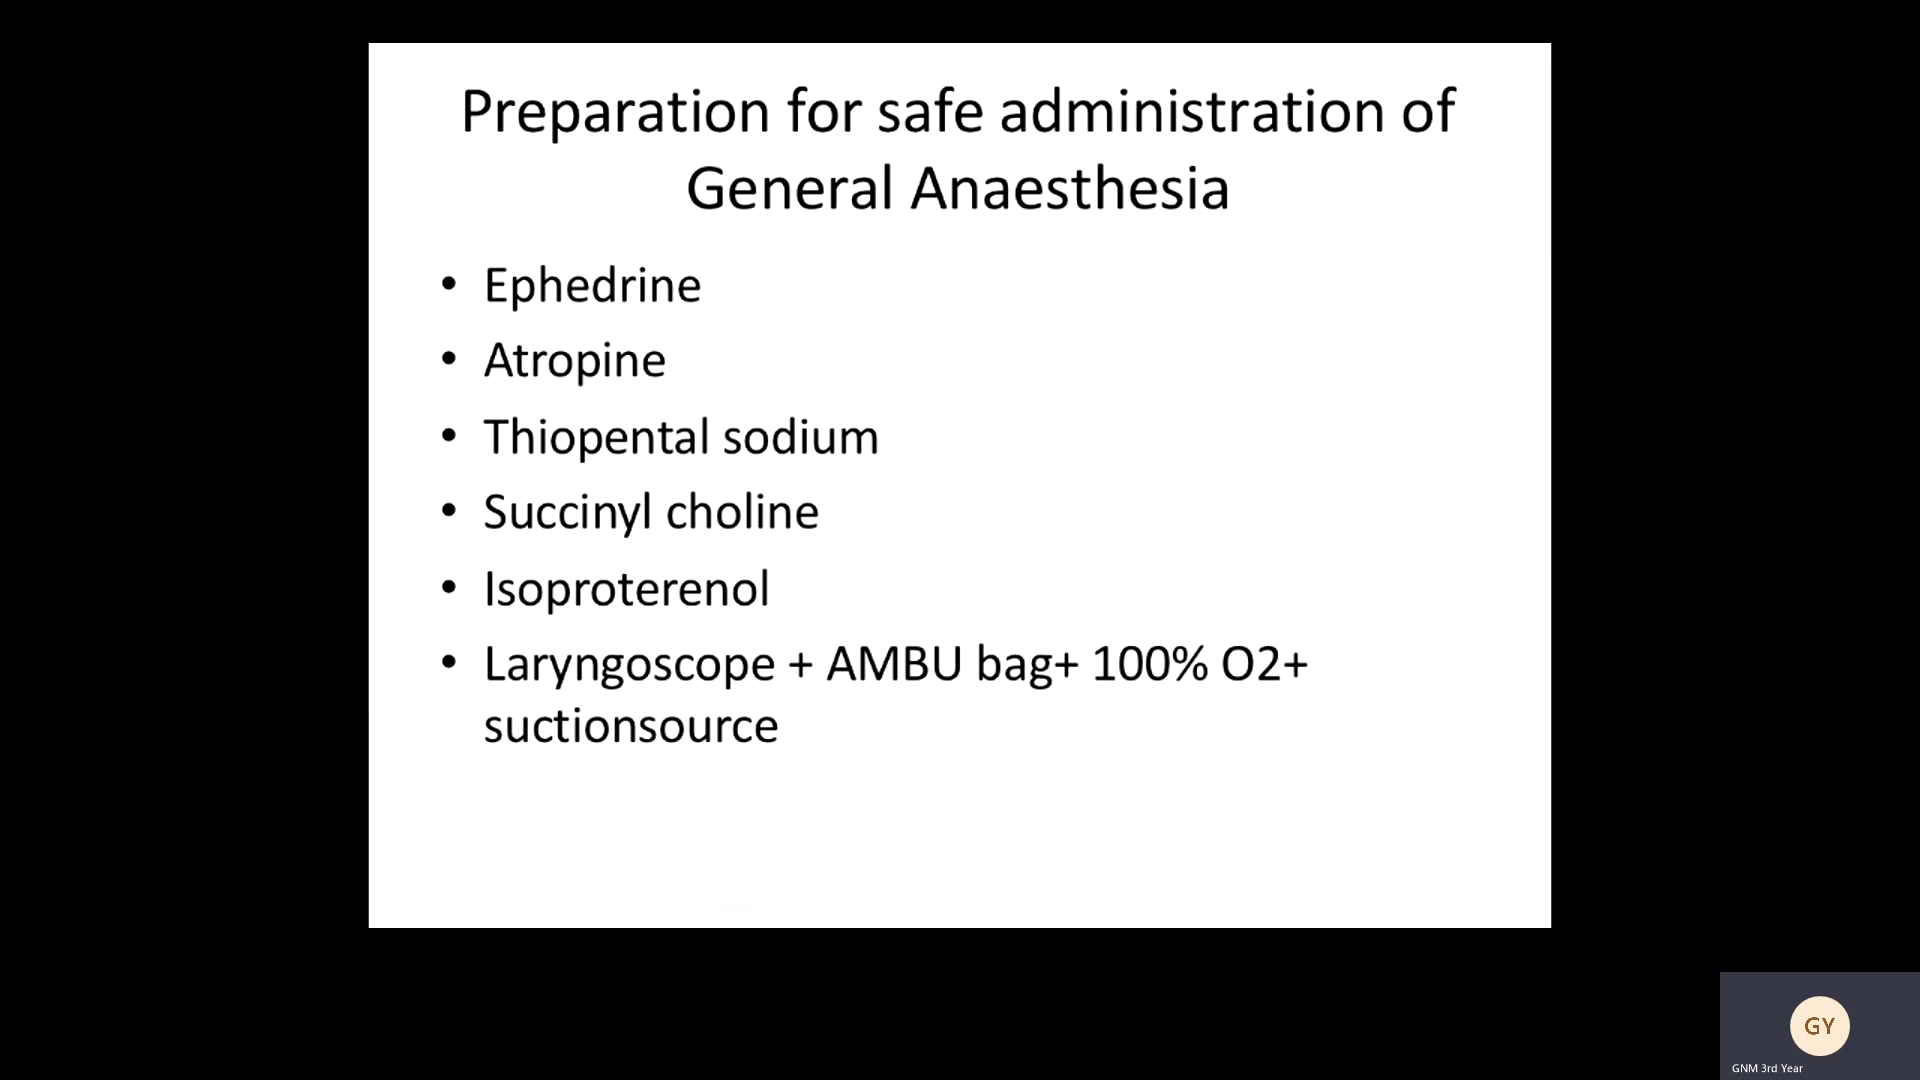 Preparation for safe administration of
General Anaesthesia
• Ephedrine
• Atropine
• Thiopental sodium
• Succinyl choline
• Isoproterenol
• Laryngoscope + AMBU bag+ 100% O2+
suctionsource
GY
GNM 3rd Year